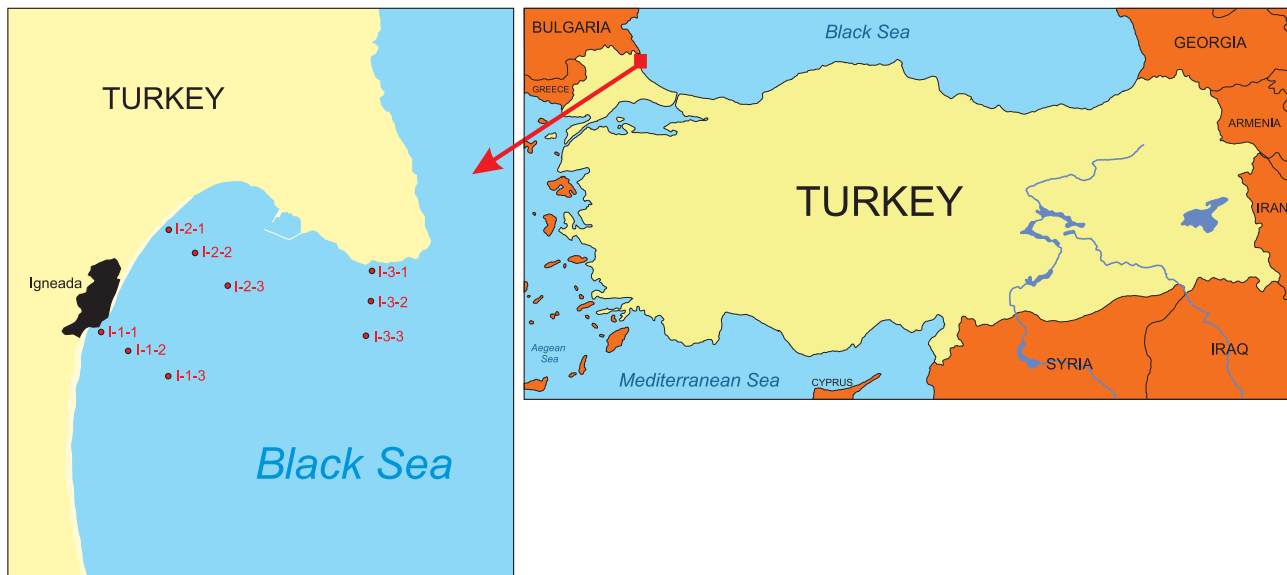 TURKEY
I-2-1
I-2-2
I-2-3
I-3-1
I-3-2
I-3-3
Igneada
I-1-1
I-1-2
I-1-3
Black Sea
BULGARIA
Black Sea
GEORGIA
GREECE
ARMENIA
TURKEY
IRAN
Aegean
Sea
Mediterranean Sea
CYPRUS
SYRIA
IRAQ